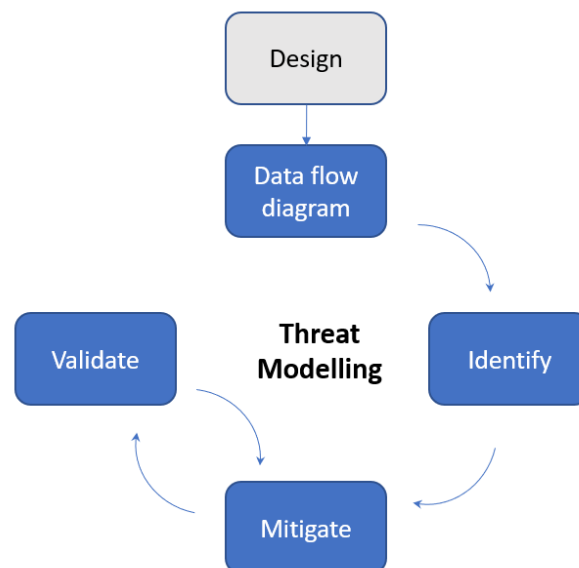 Design
Data flow
diagram
Threat
Modelling
Validate
Identify
Mitigate